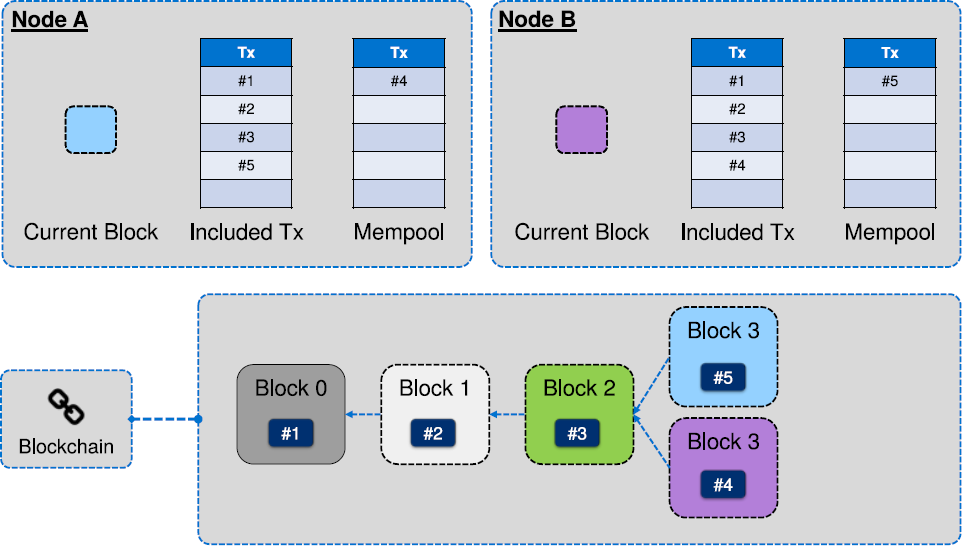 Node A
Tx
#1
#2
#3
#5
Tx
#4
Current Block
Included Tx
Mempool
Node B
Tx
#1
#2
#3
#4
Tx
#5
Current Block
Included Tx
Mempool
Blockchain
Block 0
#1
Block 1
#2
Block 2
#3
Block 3
#5
Block 3
#4